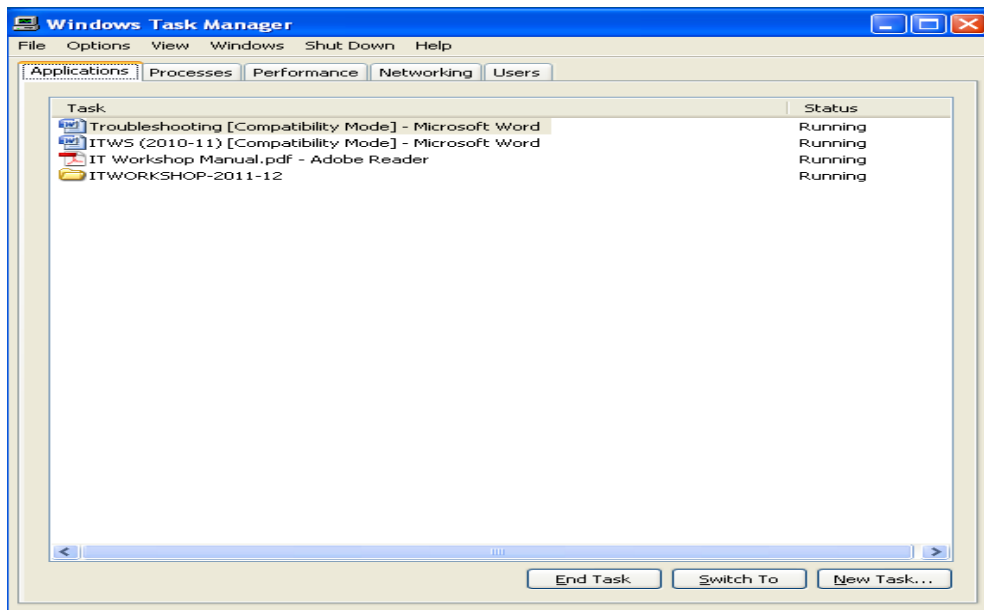 Windows Task Manager
File Options View Windows Shut Down Help
Applications Processes Performance Networking Users
Task Status
Troubleshooting [Compatibility Mode] - Microsoft Word Running
ITWS (2010-11) [Compatibility Mode] - Microsoft Word Running
IT Workshop Manual.pdf - Adobe Reader Running
ITWORKSHOP-2011-12 Running
End Task Switch To New Task...